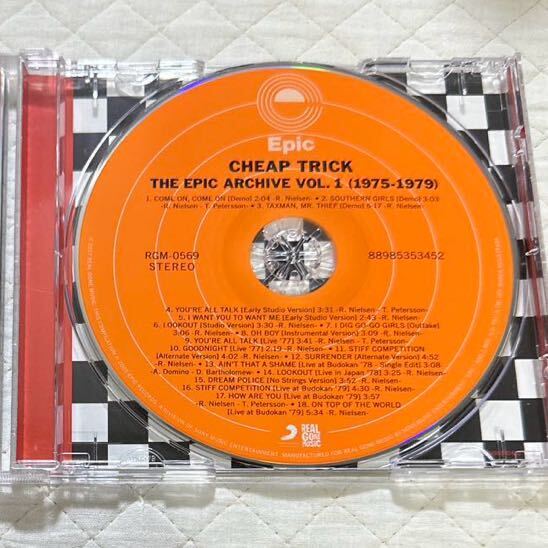 Epic
CHEAP TRICK
THE EPIC ARCHIVE VOL. 1 (1975-1979)
1. COME ON, COME ON [Demo] 2:04 -R. Nielsen- • 2. SOUTHERN GIRLS [Demo] 3:03
-R. Nielsen - T. Petersson- • 3. TAXMAN, MR. THIEF [Demo] 5:17 -R. Nielsen-
RGM-0569
STEREO
88985353452
4. YOU'RE ALL TALK [Early Studio Version] 3:31 -R. Nielsen - T. Petersson-
5. I WANT YOU TO WANT ME [Early Studio Version] 2:43 -R. Nielsen-
6. LOOKOUT [Studio Version] 3:30 -R. Nielsen- • 7. I DIG GO-GO GIRLS [Outtake]
3:06 -R. Nielsen- • 8. OH BOY [Instrumental Version] 3:09 -R. Nielsen-
9. YOU'RE ALL TALK [Live '77] 3:41 -R. Nielsen - T. Petersson-
10. GOODNIGHT [Live '77] 2:19 -R. Nielsen- • 11. STIFF COMPETITION
[Alternate Version] 4:02 -R. Nielsen- • 12. SURRENDER [Alternate Version] 4:52
-R. Nielsen- • 13. AIN'T THAT A SHAME [Live at Budokan '78 - Single Edit] 3:08
-A. Domino - D. Bartholomew- • 14. LOOKOUT [Live in Japan '78] 3:25 -R. Nielsen-
15. DREAM POLICE [No Strings Version] 3:52 -R. Nielsen-
16. STIFF COMPETITION [Live at Budokan '79] 4:30 -R. Nielsen-
17. HOW ARE YOU [Live at Budokan '79] 3:57
-R. Nielsen - T. Petersson- • 18. ON TOP OF THE WORLD
[Live at Budokan '79] 5:34 -R. Nielsen-
REAL
GONE
MUSIC